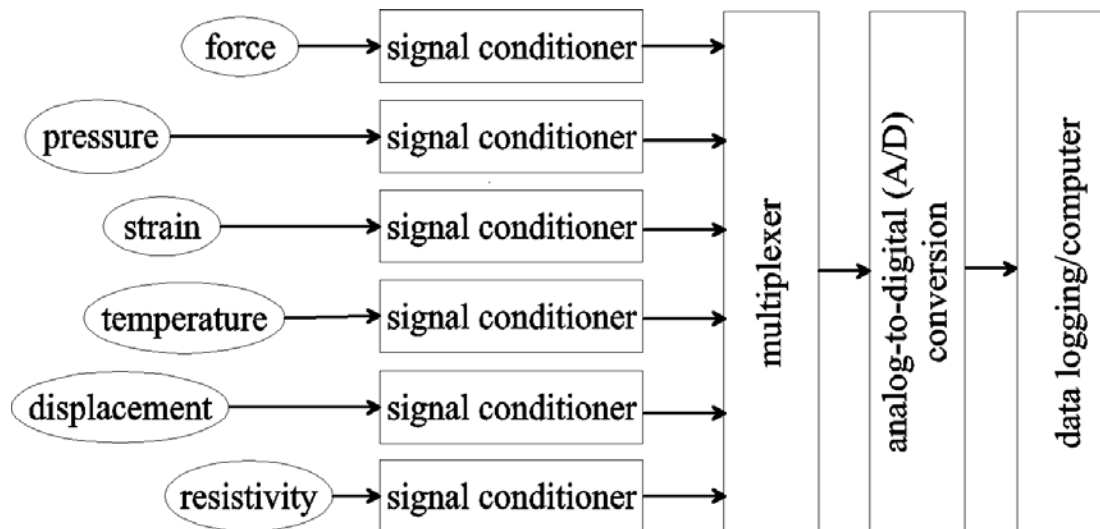 force
signal conditioner
pressure
signal conditioner
strain
signal conditioner
temperature
signal conditioner
displacement
signal conditioner
resistivity
signal conditioner
multiplexer
analog-to-digital (A/D)
conversion
data logging/computer